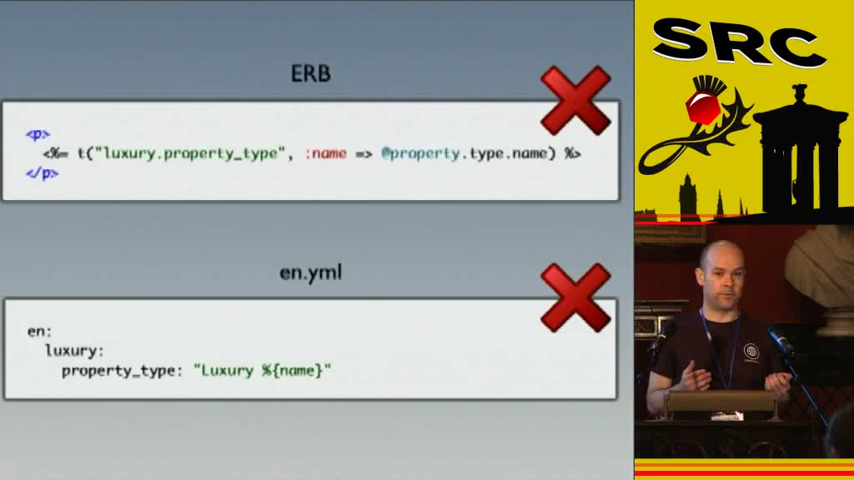 ERB
<p>
<%= t("luxury.property_type", :name => @property.type.name) %>
</p>
en.yml
en:
luxury:
property_type: "Luxury %{name}"
SRC